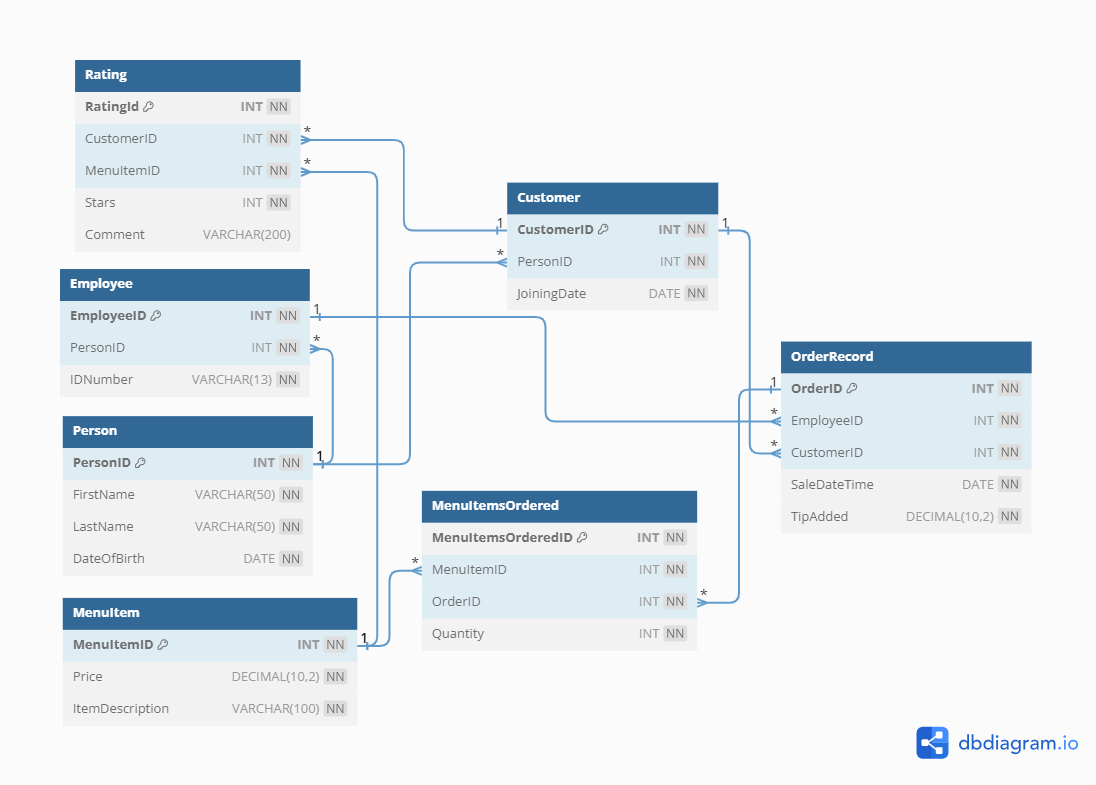 Rating
RatingId INT NN
CustomerID INT NN
MenuItemID INT NN
Stars INT NN
Comment VARCHAR(200)
* 
*
Customer
1 CustomerID INT NN 1
* PersonID INT NN
JoiningDate DATE NN
Employee
EmployeeID INT NN 1
PersonID INT NN *
IDNumber VARCHAR(13) NN
OrderRecord
1 OrderID INT NN
* EmployeeID INT NN
* CustomerID INT NN
SaleDateTime DATE NN
TipAdded DECIMAL(10,2) NN
Person
PersonID INT NN 1
FirstName VARCHAR(50) NN
LastName VARCHAR(50) NN
DateOfBirth DATE NN
MenuItemsOrdered
MenuItemsOrderedID INT NN
* MenuItemID INT NN
OrderID INT NN *
Quantity INT NN
MenuItem
MenuItemID INT NN 1
Price DECIMAL(10,2) NN
ItemDescription VARCHAR(100) NN
dbdiagram.io